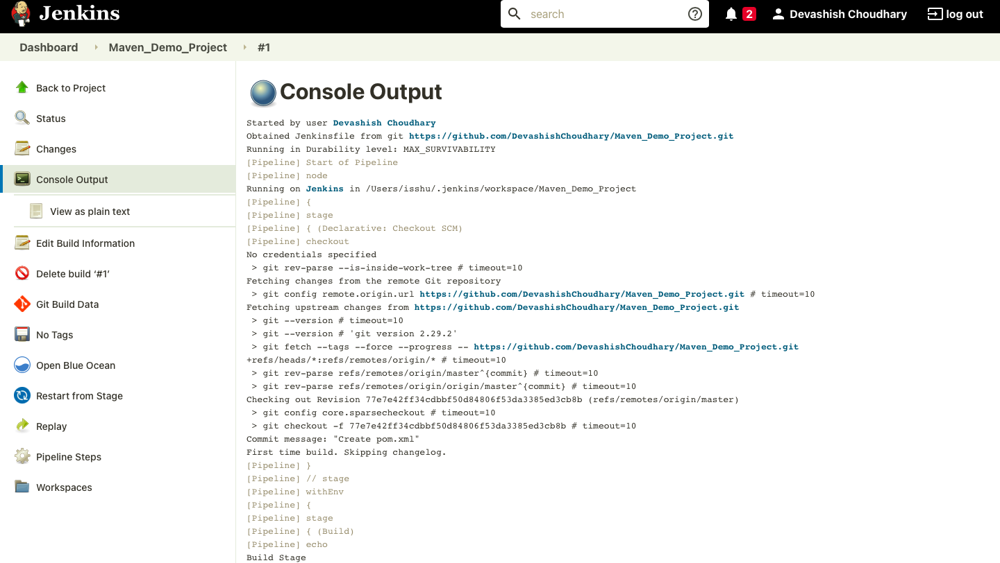 Jenkins
search
2
Devashish Choudhary
log out
Dashboard
Maven_Demo_Project
#1
Back to Project
Status
Changes
Console Output
View as plain text
Edit Build Information
Delete build ‘#1’
Git Build Data
No Tags
Open Blue Ocean
Restart from Stage
Replay
Pipeline Steps
Workspaces
Console Output
Started by user Devashish Choudhary
Obtained Jenkinsfile from git https://github.com/DevashishChoudhary/Maven_Demo_Project.git
Running in Durability level: MAX_SURVIVABILITY
[Pipeline] Start of Pipeline
[Pipeline] node
Running on Jenkins in /Users/isshu/.jenkins/workspace/Maven_Demo_Project
[Pipeline] {
[Pipeline] stage
[Pipeline] { (Declarative: Checkout SCM)
[Pipeline] checkout
No credentials specified
 > git rev-parse --is-inside-work-tree # timeout=10
Fetching changes from the remote Git repository
 > git config remote.origin.url https://github.com/DevashishChoudhary/Maven_Demo_Project.git # timeout=10
Fetching upstream changes from https://github.com/DevashishChoudhary/Maven_Demo_Project.git
 > git --version # timeout=10
 > git --version # 'git version 2.29.2'
 > git fetch --tags --force --progress -- https://github.com/DevashishChoudhary/Maven_Demo_Project.git
+refs/heads/*:refs/remotes/origin/* # timeout=10
 > git rev-parse refs/remotes/origin/master^{commit} # timeout=10
 > git rev-parse refs/remotes/origin/origin/master^{commit} # timeout=10
Checking out Revision 77e7e42ff34cdbbf50d84806f53da3385ed3cb8b (refs/remotes/origin/master)
 > git config core.sparsecheckout # timeout=10
 > git checkout -f 77e7e42ff34cdbbf50d84806f53da3385ed3cb8b # timeout=10
Commit message: "Create pom.xml"
First time build. Skipping changelog.
[Pipeline] }
[Pipeline] // stage
[Pipeline] withEnv
[Pipeline] {
[Pipeline] stage
[Pipeline] { (Build)
[Pipeline] echo
Build Stage